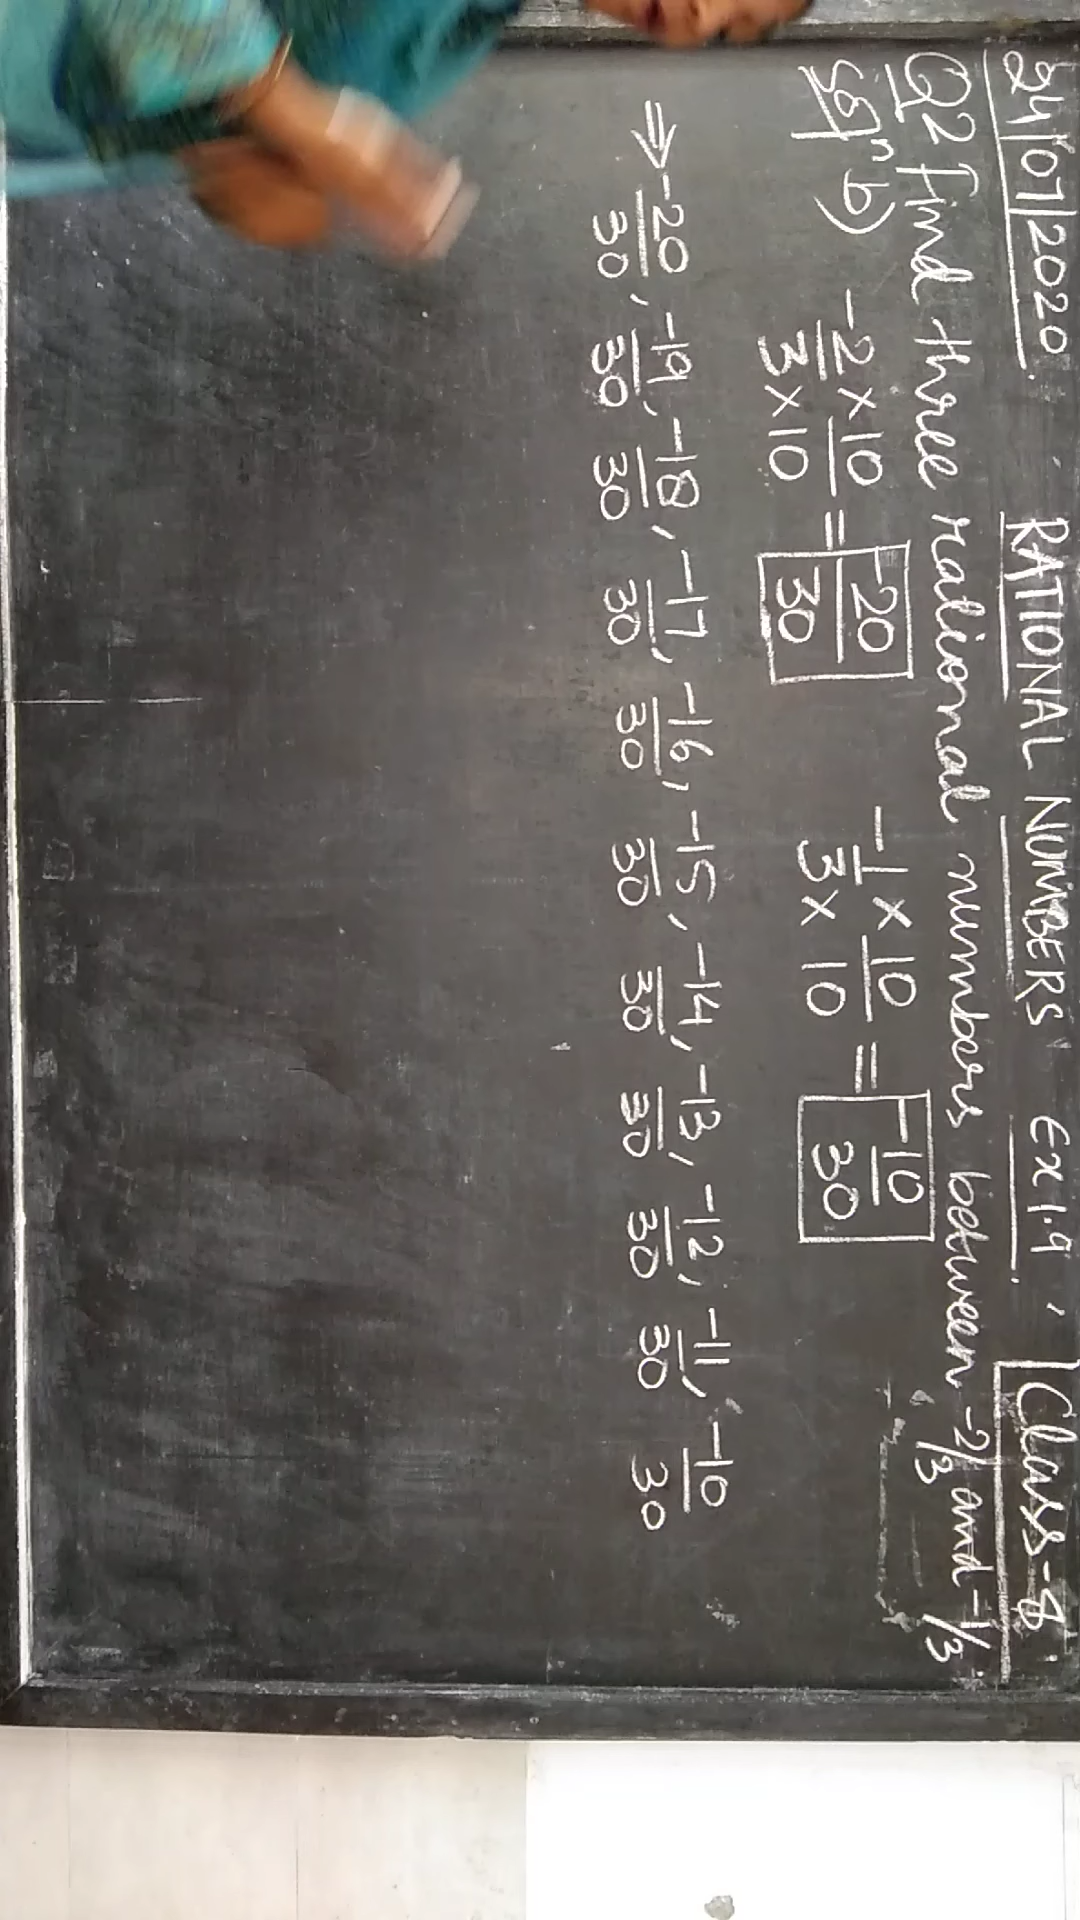 24/07/2020. RATIONAL NUMBERS Ex 1.9. Class-8
Q2 Find three rational numbers between -2/3 and -1/3.
Solⁿ b) -2/3 × 10/10 = -20/30 -1/3 × 10/10 = -10/30
⇒ -20/30, -19/30, -18/30, -17/30, -16/30, -15/30, -14/30, -13/30, -12/30, -11/30, -10/30